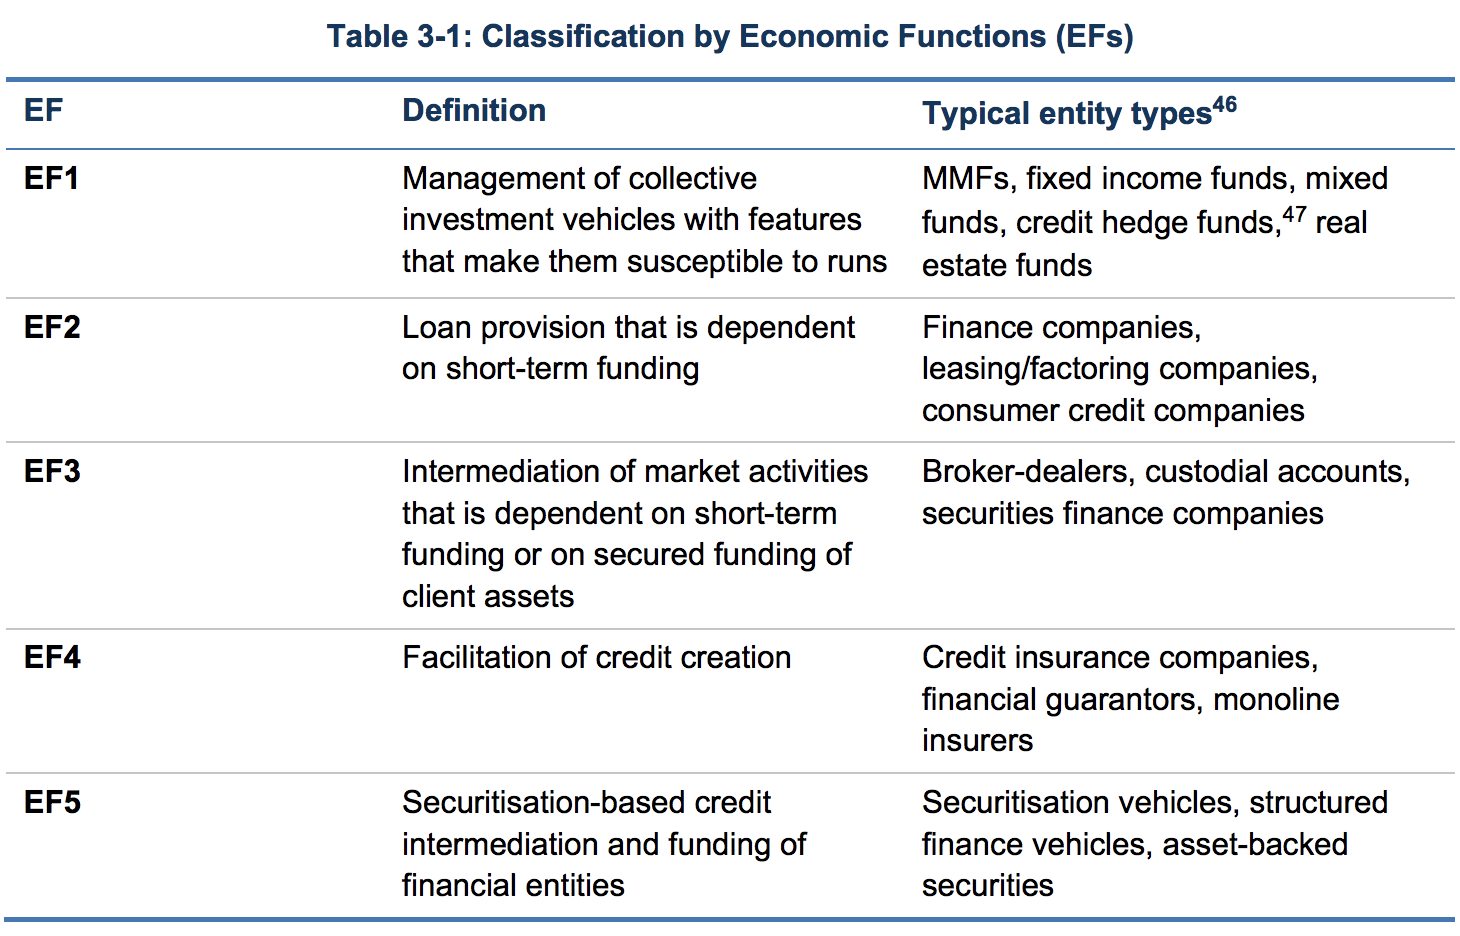 Table 3-1: Classification by Economic Functions (EFs)
EF Definition Typical entity types46
EF1 Management of collective MMFs, fixed income funds, mixed
investment vehicles with features funds, credit hedge funds,47 real
that make them susceptible to runs estate funds
EF2 Loan provision that is dependent Finance companies,
on short-term funding leasing/factoring companies,
consumer credit companies
EF3 Intermediation of market activities Broker-dealers, custodial accounts,
that is dependent on short-term securities finance companies
funding or on secured funding of
client assets
EF4 Facilitation of credit creation Credit insurance companies,
financial guarantors, monoline
insurers
EF5 Securitisation-based credit Securitisation vehicles, structured
intermediation and funding of finance vehicles, asset-backed
financial entities securities